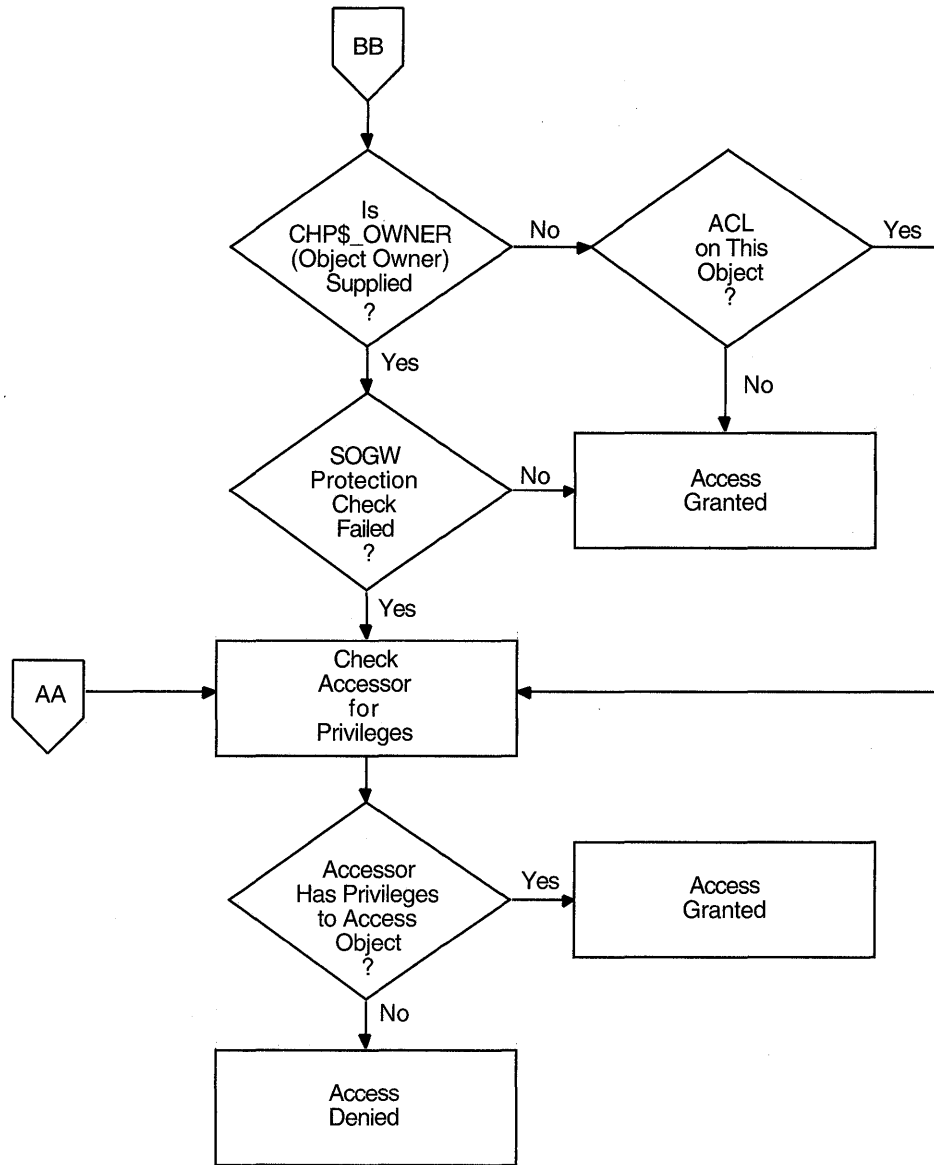 BB
Is
CHP$_OWNER
(Object Owner)
Supplied
?
No
ACL
on This
Object
?
Yes
Yes
No
SOGW
Protection
Check
Failed
?
No
Access
Granted
Yes
AA
Check
Accessor
for
Privileges
Accessor
Has Privileges
to Access
Object
?
Yes
Access
Granted
No
Access
Denied